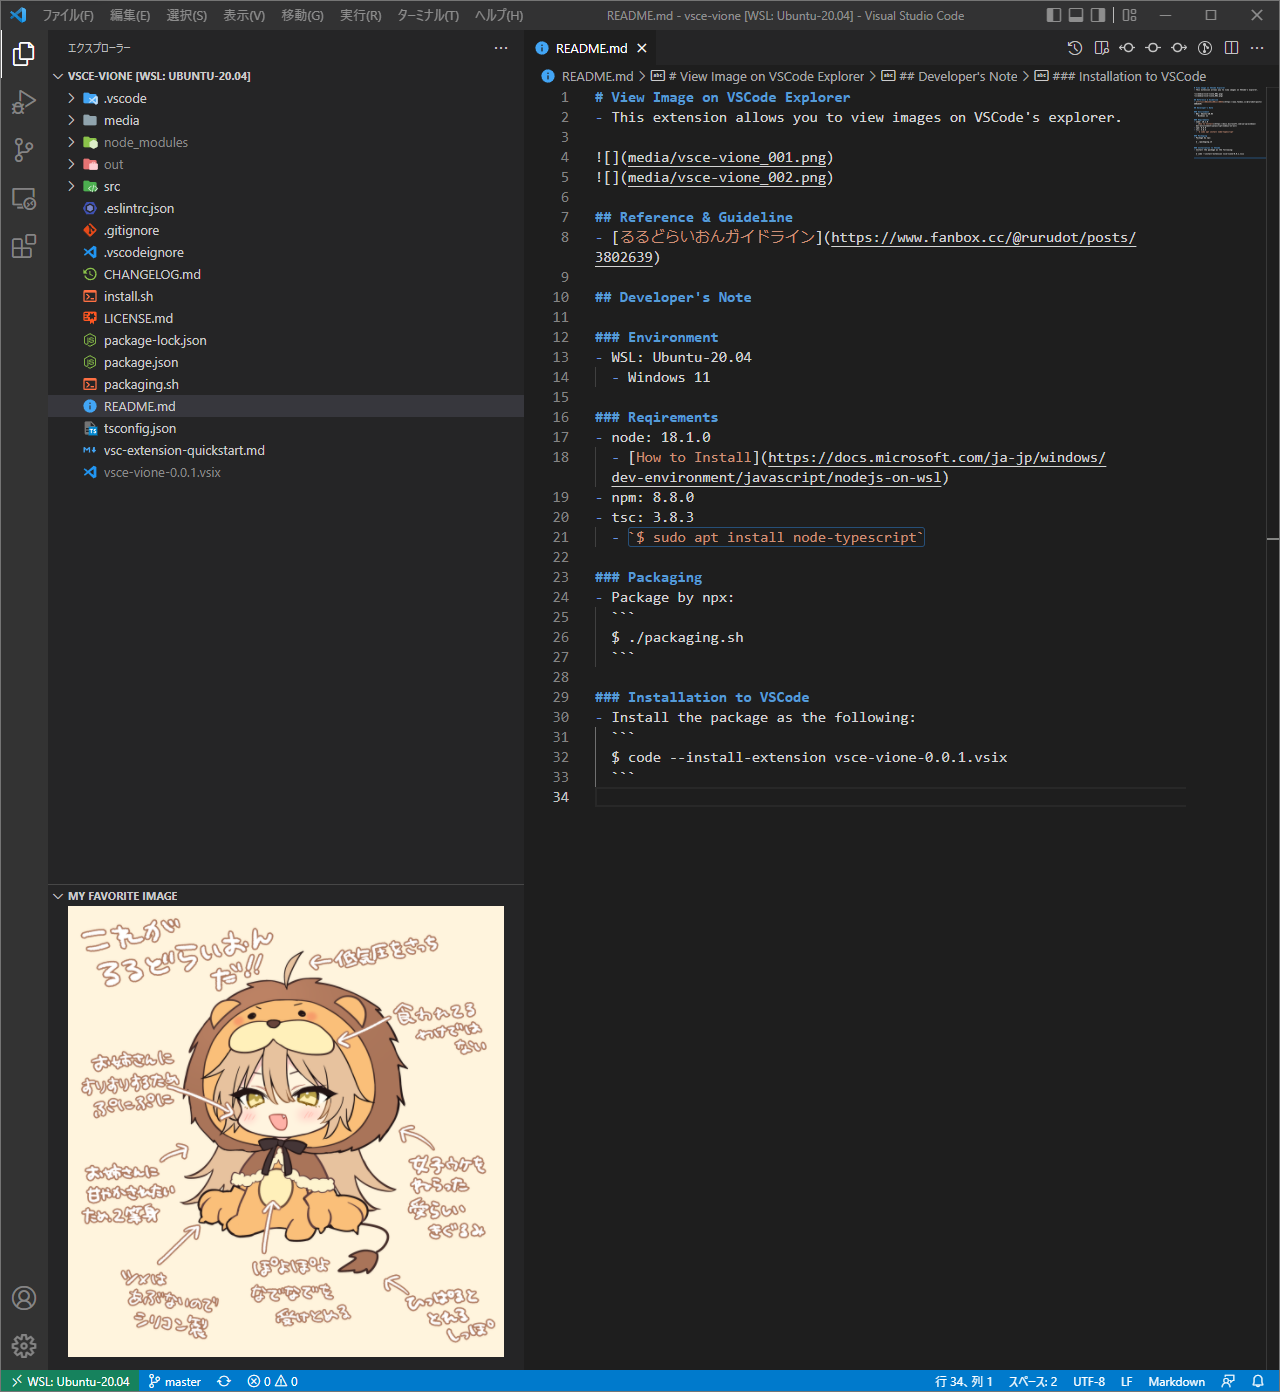 ファイル(F) 編集(E) 選択(S) 表示(V) 移動(G) 実行(R) ターミナル(T) ヘルプ(H) README.md - vsce-vione [WSL: Ubuntu-20.04] - Visual Studio Code
エクスプローラー
VSCE-VIONE [WSL: UBUNTU-20.04]
.vscode
media
node_modules
out
src
.eslintrc.json
.gitignore
.vscodeignore
CHANGELOG.md
install.sh
LICENSE.md
package-lock.json
package.json
packaging.sh
README.md
tsconfig.json
vsc-extension-quickstart.md
vsce-vione-0.0.1.vsix
README.md
README.md > # View Image on VSCode Explorer > ## Developer's Note > ### Installation to VSCode
1 # View Image on VSCode Explorer
2 - This extension allows you to view images on VSCode's explorer.
3
4 ![](media/vsce-vione_001.png)
5 ![](media/vsce-vione_002.png)
6
7 ## Reference & Guideline
8 - [るるどらいおんガイドライン](https://www.fanbox.cc/@rurudot/posts/
3802639)
9
10 ## Developer's Note
11
12 ### Environment
13 - WSL: Ubuntu-20.04
14 - Windows 11
15
16 ### Reqirements
17 - node: 18.1.0
18 - [How to Install](https://docs.microsoft.com/ja-jp/windows/
dev-environment/javascript/nodejs-on-wsl)
19 - npm: 8.8.0
20 - tsc: 3.8.3
21 - `$ sudo apt install node-typescript`
22
23 ### Packaging
24 - Package by npx:
25 ```
26 $ ./packaging.sh
27 ```
28
29 ### Installation to VSCode
30 - Install the package as the following:
31 ```
32 $ code --install-extension vsce-vione-0.0.1.vsix
33 ```
34
MY FAVORITE IMAGE
これが
るるどらいおん
だ!!
←低気圧をさっち
食われてる
わけでは
ない
お姉さんに
すりすりするため
ぷにぷに
お姉さんに
甘やかされたい
ため2等身
女子ウケを
ねらった
愛らしい
きぐるみ
ツメは
あぶないので
シリコン製
ぽよぽよ
なでなでも
受けとれる
ひっぱると
とれる
しっぽ
WSL: Ubuntu-20.04 master 0 0 行 34、列 1 スペース: 2 UTF-8 LF Markdown